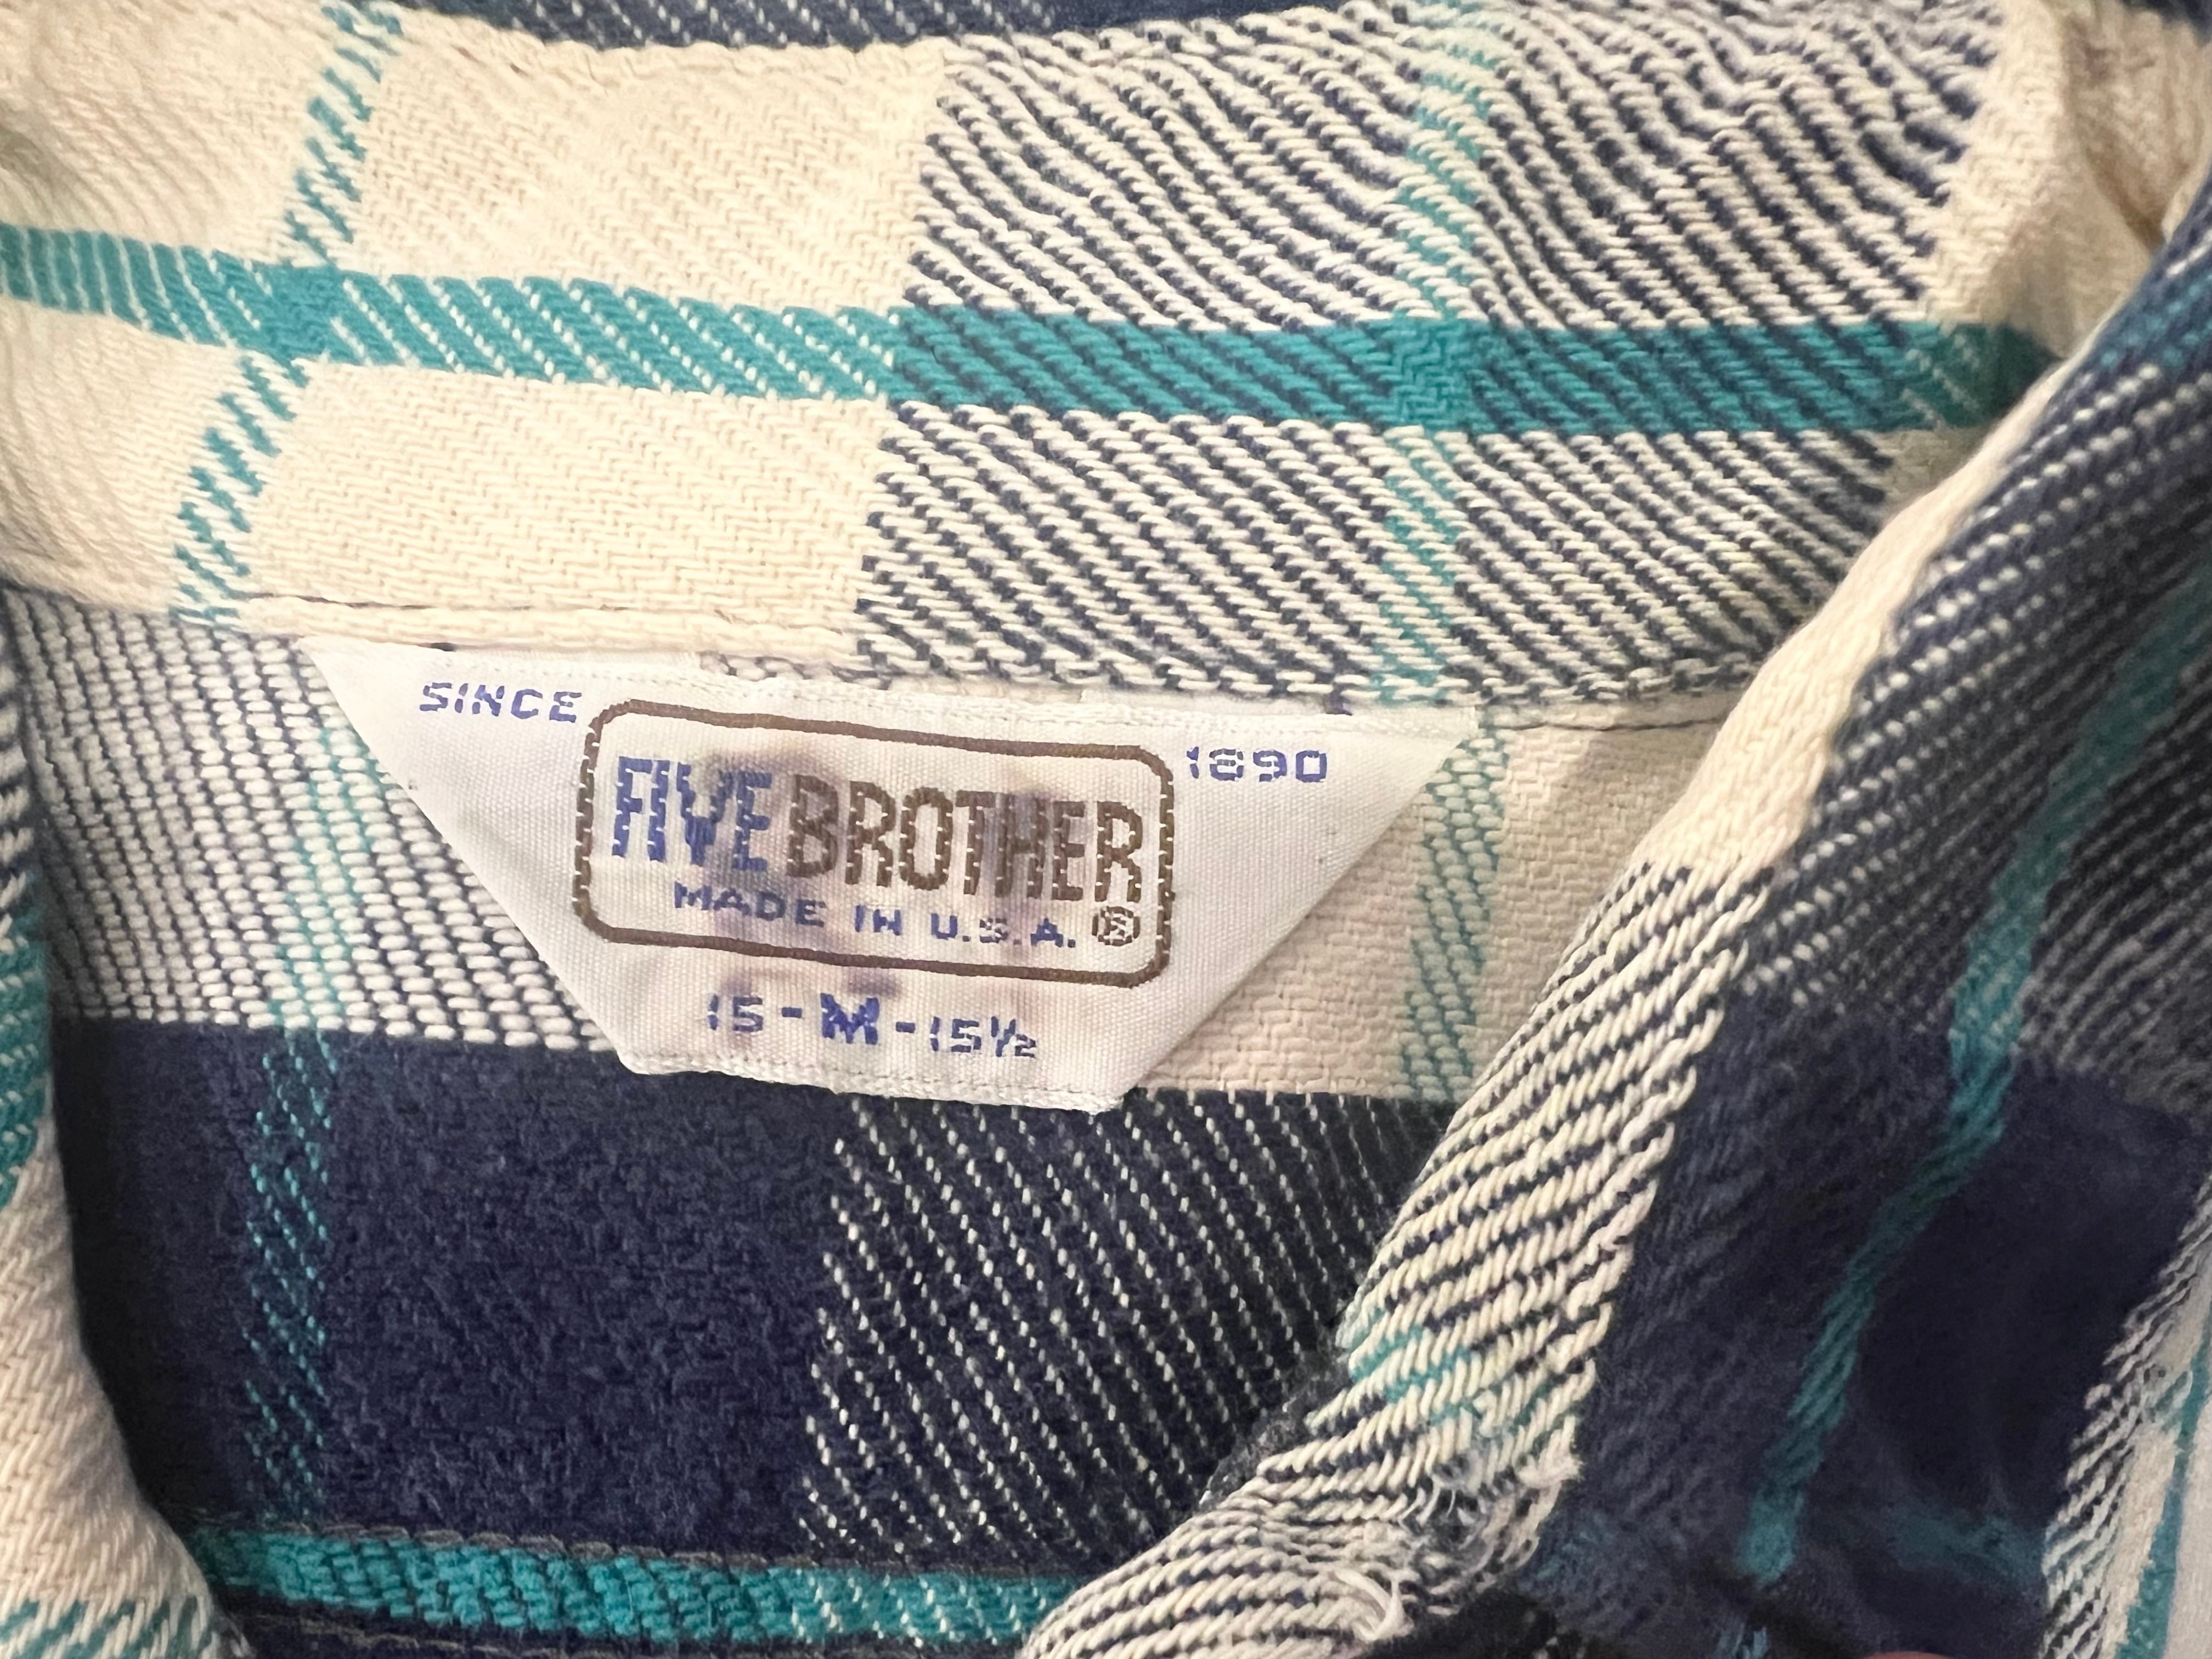 SINCE 1890
FIVE BROTHER
MADE IN U.S.A. ®
15-M-15½